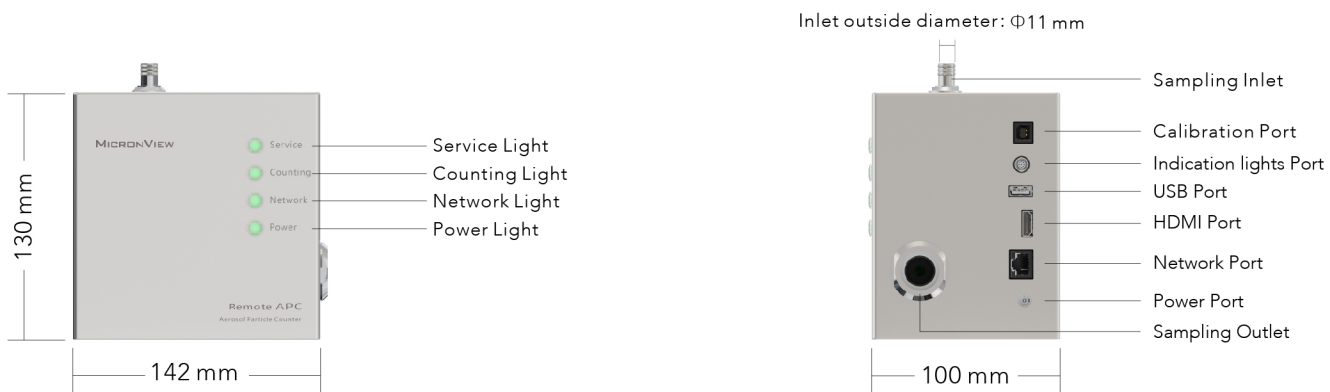 Inlet outside diameter: Φ11 mm
MICRONVIEW
Service
Counting
Network
Power
Service Light
Counting Light
Network Light
Power Light
130 mm
Remote APC
Aerosol Particle Counter
142 mm
Sampling Inlet
Calibration Port
Indication lights Port
USB Port
HDMI Port
Network Port
Power Port
Sampling Outlet
100 mm